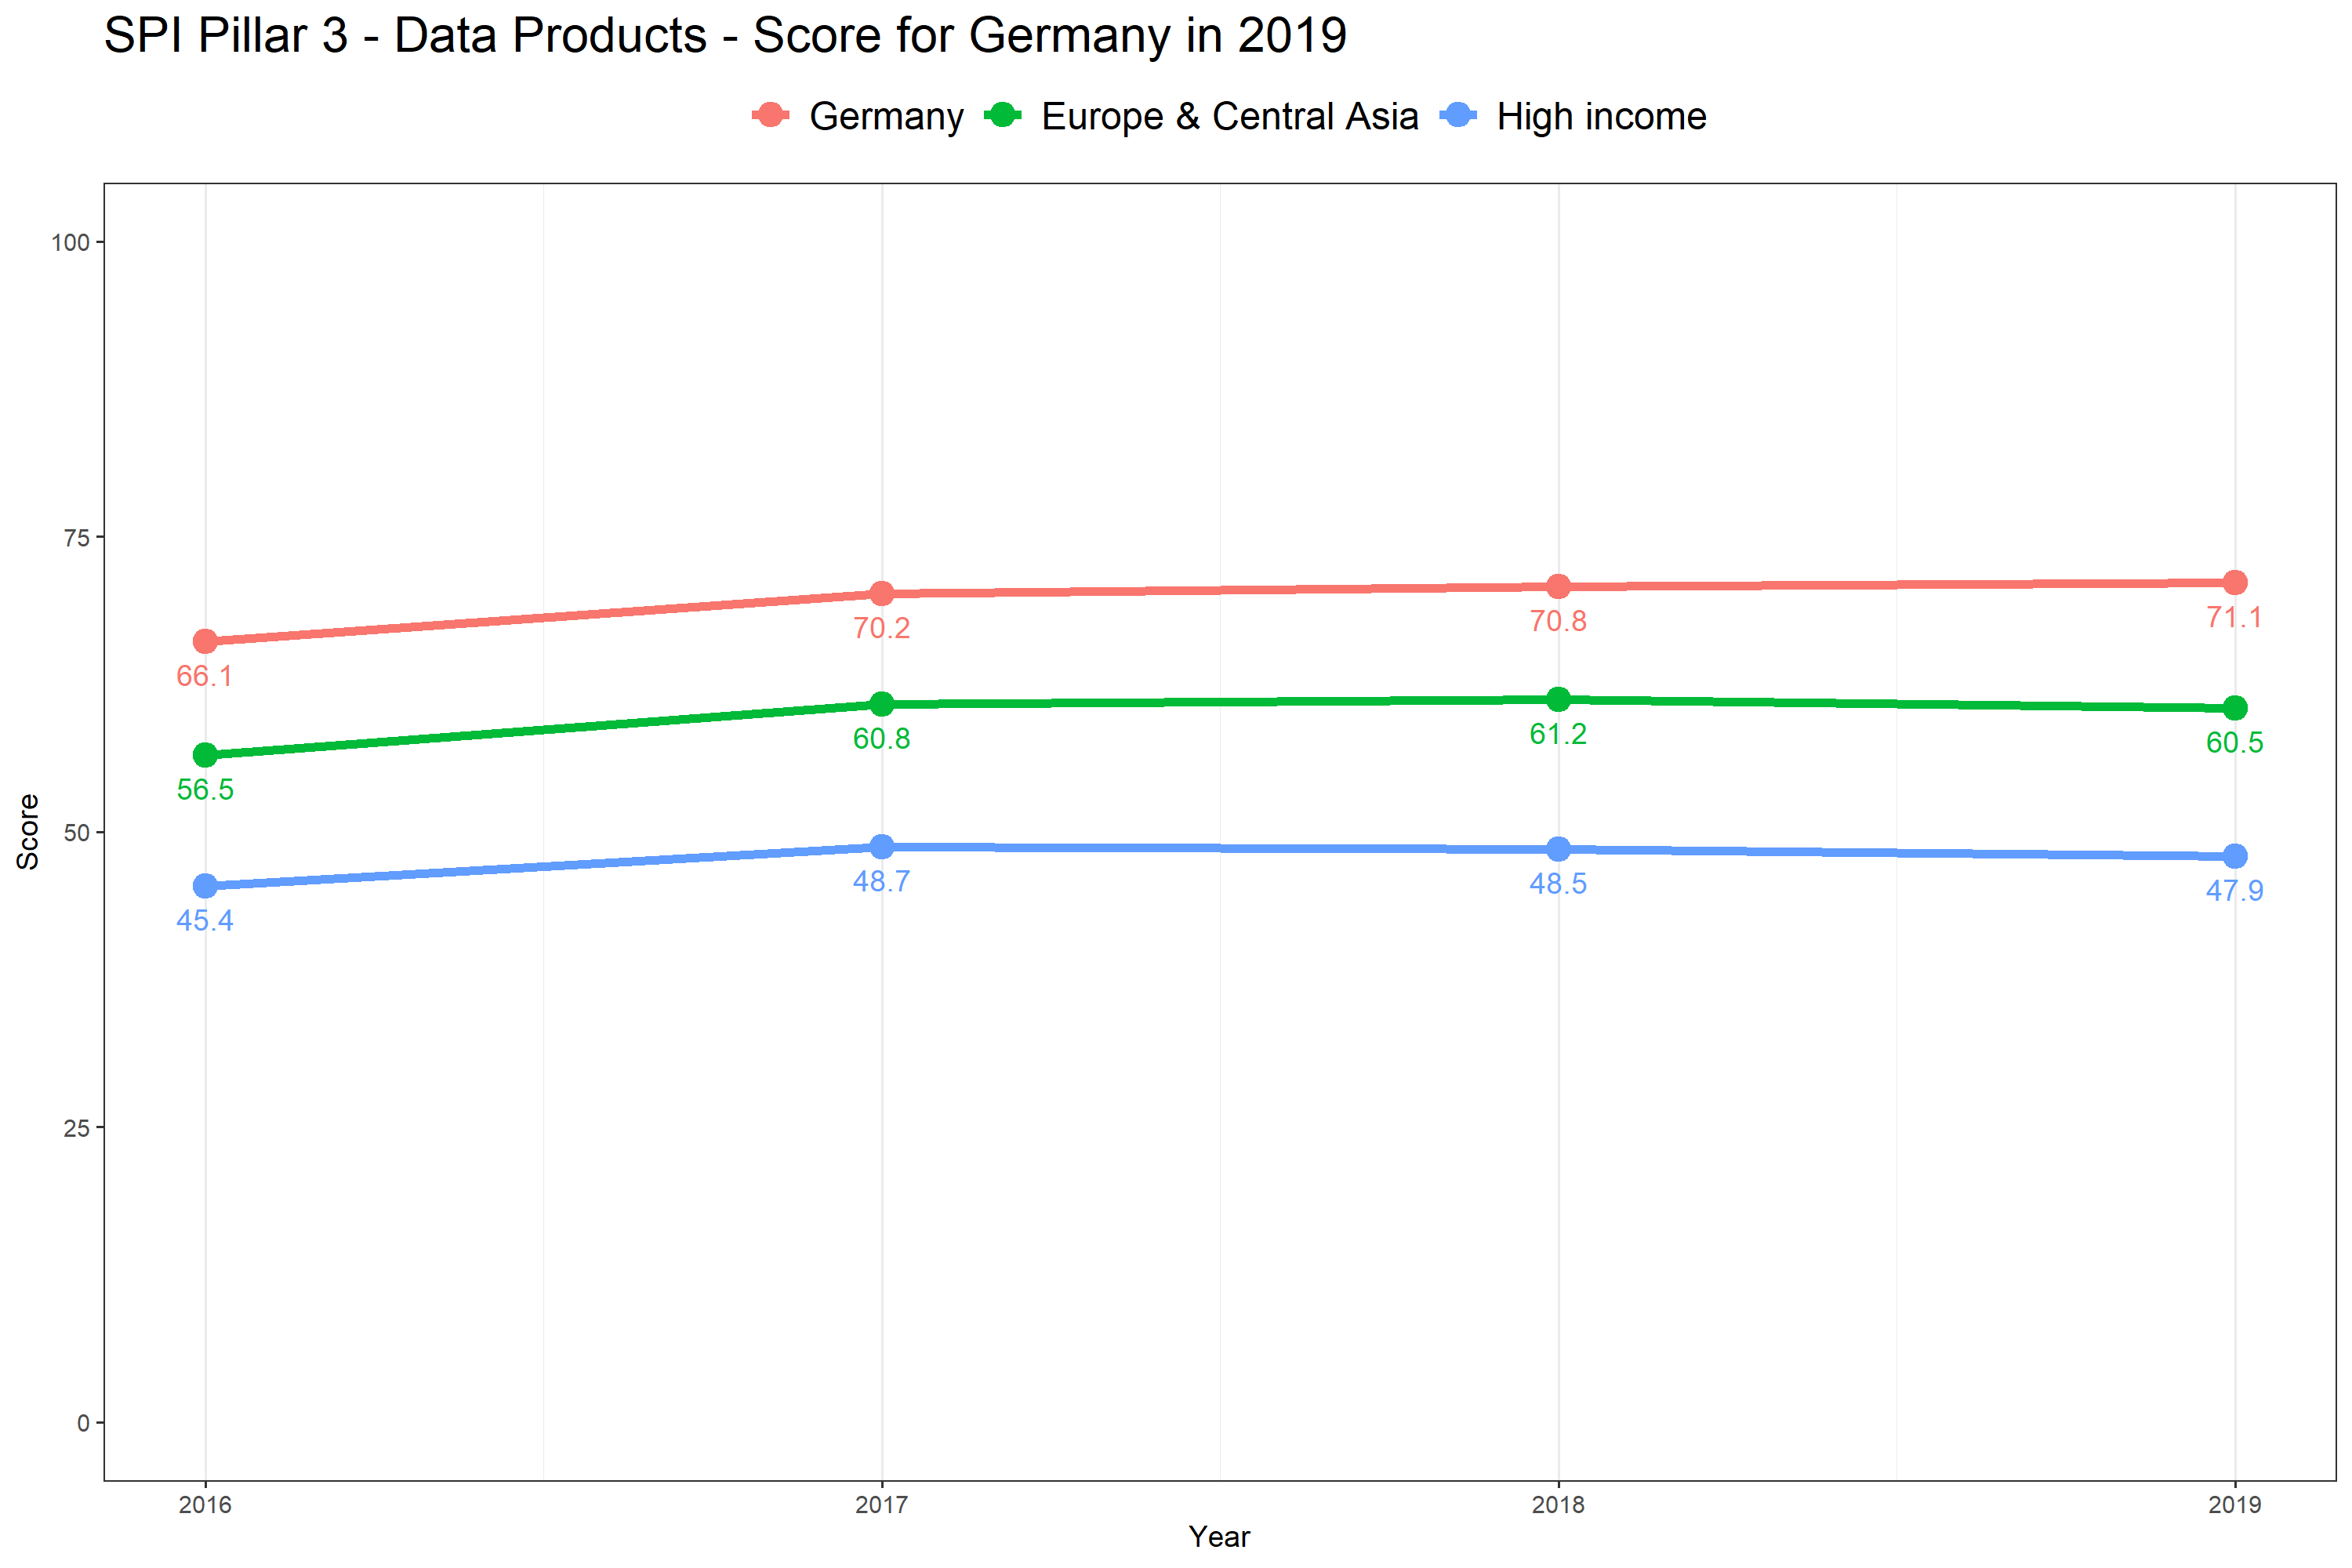 SPI Pillar 3 - Data Products - Score for Germany in 2019
Germany Europe & Central Asia High income
100
75
50
25
0
Score
66.1 70.2 70.8 71.1
56.5 60.8 61.2 60.5
45.4 48.7 48.5 47.9
2016 2017 2018 2019
Year